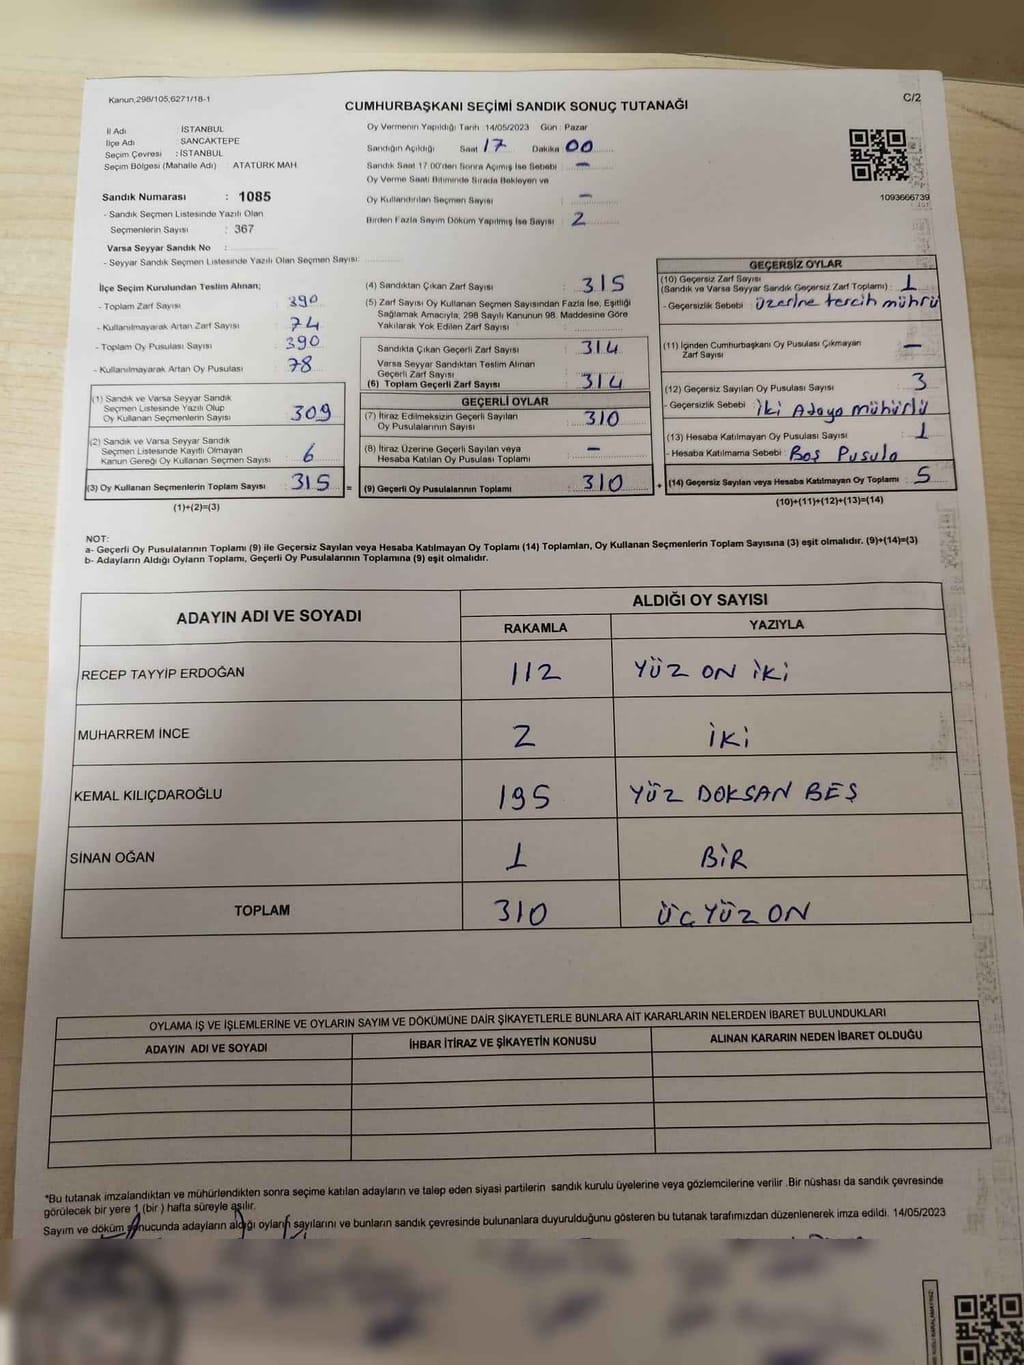 Kanun,298/105,6271/18-1
C/2
CUMHURBAŞKANI SEÇİMİ SANDIK SONUÇ TUTANAĞI
İl Adı İSTANBUL
İlçe Adı SANCAKTEPE
Seçim Çevresi : İSTANBUL
Seçim Bölgesi (Mahalle Adı) ATATÜRK MAH
Sandık Numarası : 1085
- Sandık Seçmen Listesinde Yazılı Olan
Seçmenlerin Sayısı : 367
Varsa Seyyar Sandık No :
- Seyyar Sandık Seçmen Listesinde Yazılı Olan Seçmen Sayısı:
Oy Vermenin Yapıldığı Tarih 14/05/2023 Gün : Pazar
Sandığın Açıldığı Saat 17 Dakika 00
Sandık Saat 17.00'den Sonra Açılmış İse Sebebi : -
Oy Verme Saati Bitiminde Sırada Bekleyen ve
Oy Kullandırılan Seçmen Sayısı : -
Birden Fazla Sayım Döküm Yapılmış İse Sayısı : 2
1093666739
İlçe Seçim Kurulundan Teslim Alınan;
- Toplam Zarf Sayısı : 390
- Kullanılmayarak Artan Zarf Sayısı : 74
- Toplam Oy Pusulası Sayısı : 390
- Kullanılmayarak Artan Oy Pusulası : 78
(1) Sandık ve Varsa Seyyar Sandık
Seçmen Listesinde Yazılı Olup
Oy Kullanan Seçmenlerin Sayısı : 309
(2) Sandık ve Varsa Seyyar Sandık
Seçmen Listesinde Kayıtlı Olmayan
Kanun Gereği Oy Kullanan Seçmen Sayısı : 6
(3) Oy Kullanan Seçmenlerin Toplam Sayısı : 315 =
(1)+(2)=(3)
(4) Sandıktan Çıkan Zarf Sayısı : 315
(5) Zarf Sayısı Oy Kullanan Seçmen Sayısından Fazla İse, Eşitliği
Sağlamak Amacıyla, 298 Sayılı Kanunun 98. Maddesine Göre
Yakılarak Yok Edilen Zarf Sayısı :
Sandıkta Çıkan Geçerli Zarf Sayısı : 314
Varsa Seyyar Sandıktan Teslim Alınan
Geçerli Zarf Sayısı :
(6) Toplam Geçerli Zarf Sayısı : 314
GEÇERLİ OYLAR
(7) İtiraz Edilmeksizin Geçerli Sayılan
Oy Pusulalarının Sayısı : 310
(8) İtiraz Üzerine Geçerli Sayılan veya
Hesaba Katılan Oy Pusulası Toplamı : -
(9) Geçerli Oy Pusulalarının Toplamı : 310 +
GEÇERSİZ OYLAR
(10) Geçersiz Zarf Sayısı
(Sandık ve Varsa Seyyar Sandık Geçersiz Zarf Toplamı) : 1
- Geçersizlik Sebebi : üzerine tercih mührü
(11) İçinden Cumhurbaşkanı Oy Pusulası Çıkmayan
Zarf Sayısı : -
(12) Geçersiz Sayılan Oy Pusulası Sayısı : 3
- Geçersizlik Sebebi : iki Adaya mühürlü
(13) Hesaba Katılmayan Oy Pusulası Sayısı : 1
- Hesaba Katılmama Sebebi : Boş Pusula
(14) Geçersiz Sayılan veya Hesaba Katılmayan Oy Toplamı : 5
(10)+(11)+(12)+(13)=(14)
NOT:
a- Geçerli Oy Pusulalarının Toplamı (9) ile Geçersiz Sayılan veya Hesaba Katılmayan Oy Toplamı (14) Toplamları, Oy Kullanan Seçmenlerin Toplam Sayısına (3) eşit olmalıdır. (9)+(14)=(3)
b- Adayların Aldığı Oyların Toplamı, Geçerli Oy Pusulalarının Toplamına (9) eşit olmalıdır.
ADAYIN ADI VE SOYADI ALDIĞI OY SAYISI
RAKAMLA YAZIYLA
RECEP TAYYİP ERDOĞAN 112 YÜZ ON İKİ
MUHARREM İNCE 2 İKİ
KEMAL KILIÇDAROĞLU 195 YÜZ DOKSAN BEŞ
SİNAN OĞAN 1 BİR
TOPLAM 310 ÜÇ YÜZ ON
OYLAMA İŞ VE İŞLEMLERİNE VE OYLARIN SAYIM VE DÖKÜMÜNE DAİR ŞİKAYETLERLE BUNLARA AİT KARARLARIN NELERDEN İBARET BULUNDUKLARI
ADAYIN ADI VE SOYADI İHBAR İTİRAZ VE ŞİKAYETİN KONUSU ALINAN KARARIN NEDEN İBARET OLDUĞU
*Bu tutanak imzalandıktan ve mühürlendikten sonra seçime katılan adayların ve talep eden siyasi partilerin sandık kurulu üyelerine veya gözlemcilerine verilir .Bir nüshası da sandık çevresinde
görülecek bir yere 1 (bir ) hafta süreyle asılır.
Sayım ve döküm sonucunda adayların aldığı oyların sayılarını ve bunların sandık çevresinde bulunanlara duyurulduğunu gösteren bu tutanak tarafımızdan düzenlenerek imza edildi. 14/05/2023